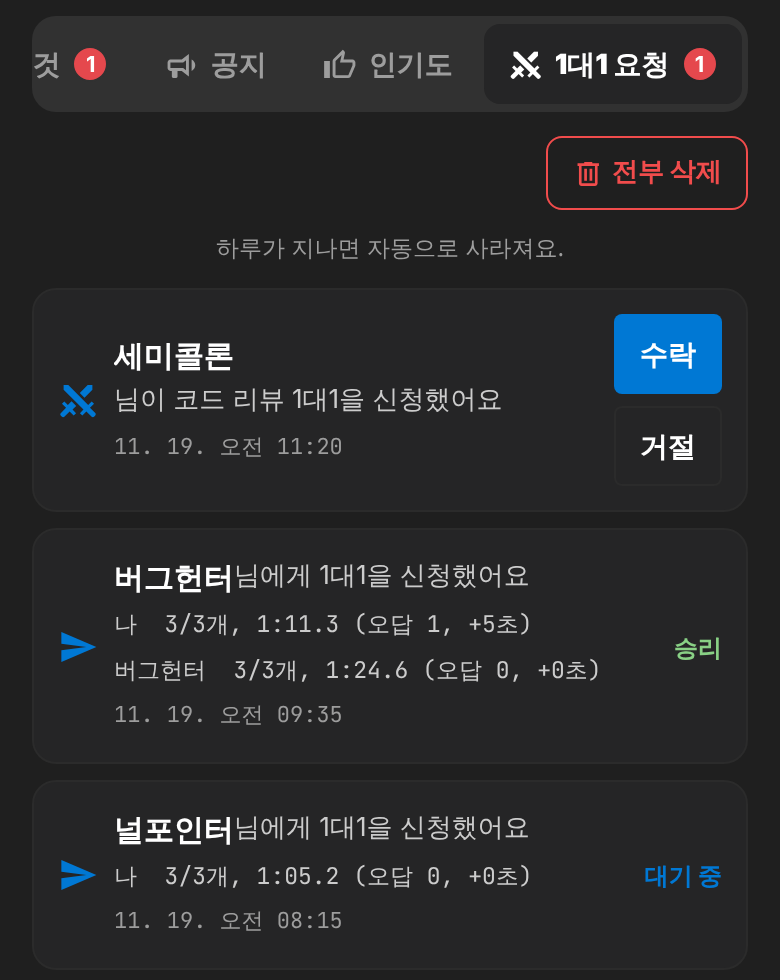 것 1 공지 인기도 1대1 요청 1
전부 삭제
하루가 지나면 자동으로 사라져요.
세미콜론
님이 코드 리뷰 1대1을 신청했어요
11. 19. 오전 11:20
수락
거절
버그헌터님에게 1대1을 신청했어요
나 3/3개, 1:11.3 (오답 1, +5초)
버그헌터 3/3개, 1:24.6 (오답 0, +0초)
11. 19. 오전 09:35
승리
널포인터님에게 1대1을 신청했어요
나 3/3개, 1:05.2 (오답 0, +0초)
11. 19. 오전 08:15
대기 중